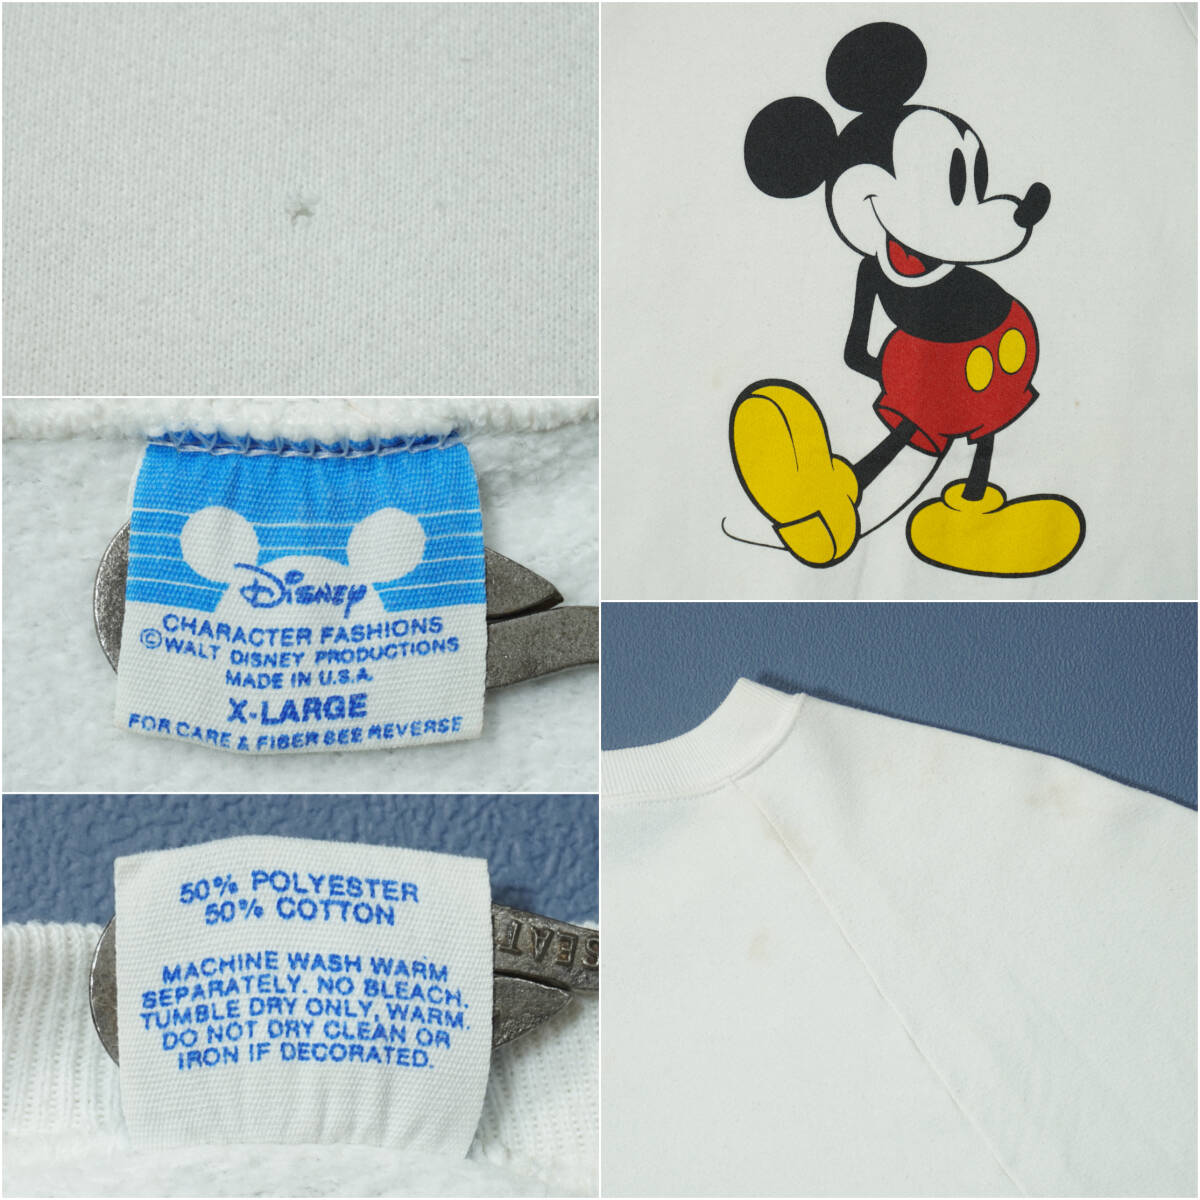 Disney
CHARACTER FASHIONS
©WALT DISNEY PRODUCTIONS
MADE IN U.S.A.
X-LARGE
FOR CARE & FIBER SEE REVERSE
50% POLYESTER
50% COTTON
MACHINE WASH WARM
SEPARATELY. NO BLEACH.
TUMBLE DRY ONLY, WARM.
DO NOT DRY CLEAN OR
IRON IF DECORATED.
SEAT